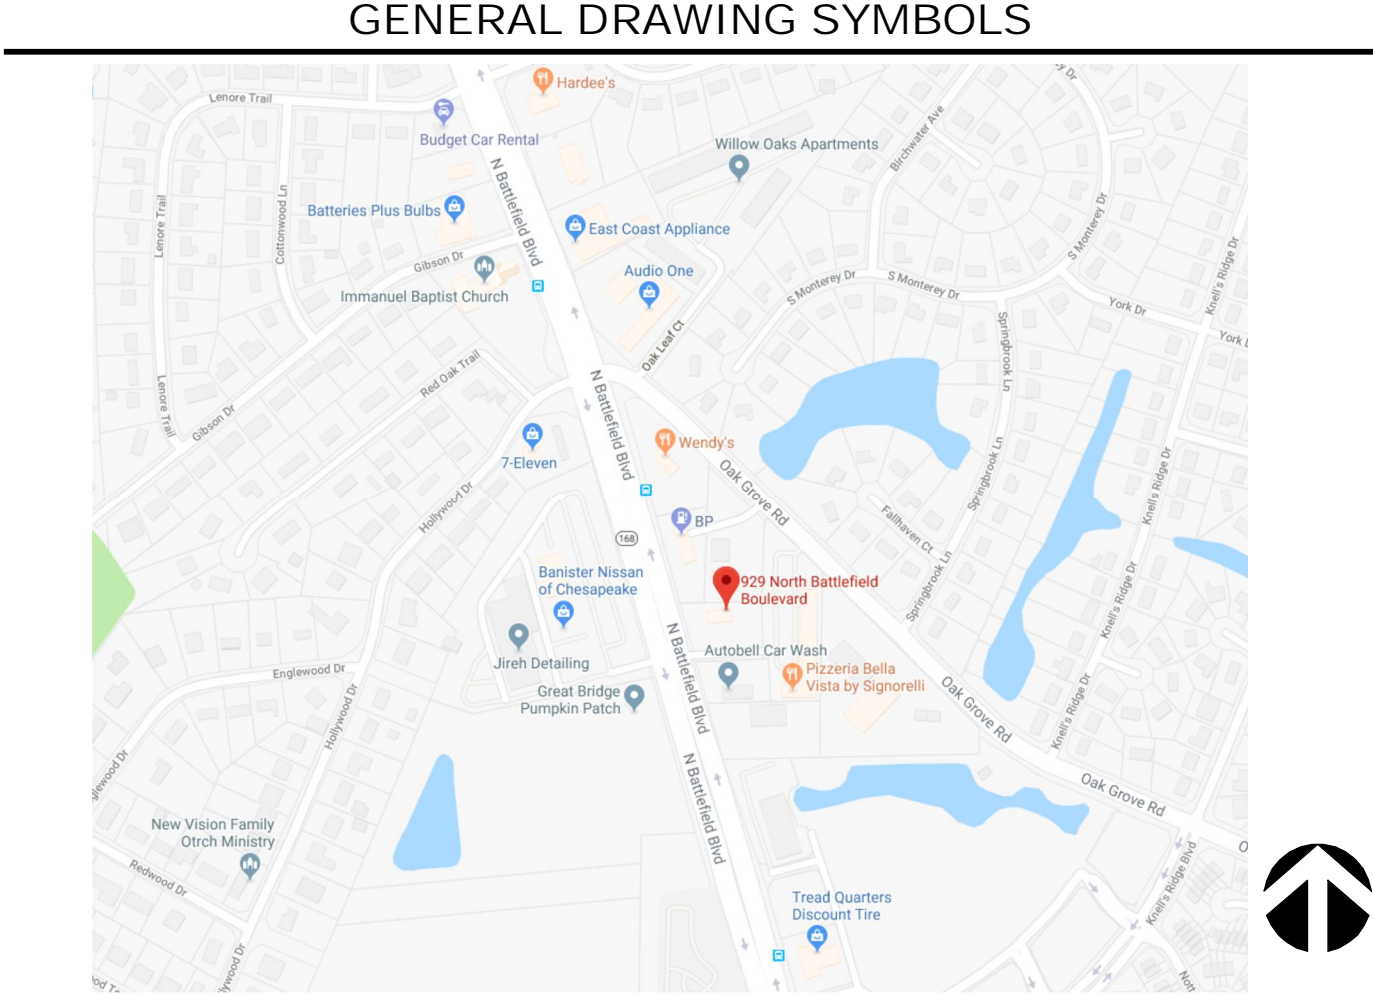 GENERAL DRAWING SYMBOLS
y Dr
Hardee's
Lenore Trail
Budget Car Rental
Birchwater Ave
Willow Oaks Apartments
N Battlefield Blvd
Lenore Trail
Cottonwood Ln
Batteries Plus Bulbs
East Coast Appliance
S Monterey Dr
Knell's Ridge Dr
Gibson Dr
Audio One
Immanuel Baptist Church
S Monterey Dr
S Monterey Dr
York Dr
York
Oak Leaf Ct
Springbrook Ln
Red Oak Trail
Lenore Trail
Gibson Dr
N Battlefield Blvd
Wendy's
7-Eleven
Oak Grove Rd
Springbrook Ln
Knell's Ridge Dr
Hollywood Dr
BP
Fallhaven Ct
168
Banister Nissan
of Chesapeake
929 North Battlefield
Boulevard
Springbrook Ln
Knell's Ridge Dr
Jireh Detailing
N Battlefield Blvd
Autobell Car Wash
Englewood Dr
Pizzeria Bella
Vista by Signorelli
Great Bridge
Pumpkin Patch
Hollywood Dr
Oak Grove Rd
Knell's Ridge Dr
N Battlefield Blvd
glewood Dr
Oak Grove Rd
New Vision Family
Otrch Ministry
O
Redwood Dr
Knell's Ridge Blvd
Tread Quarters
Discount Tire
ywood Dr
Nott